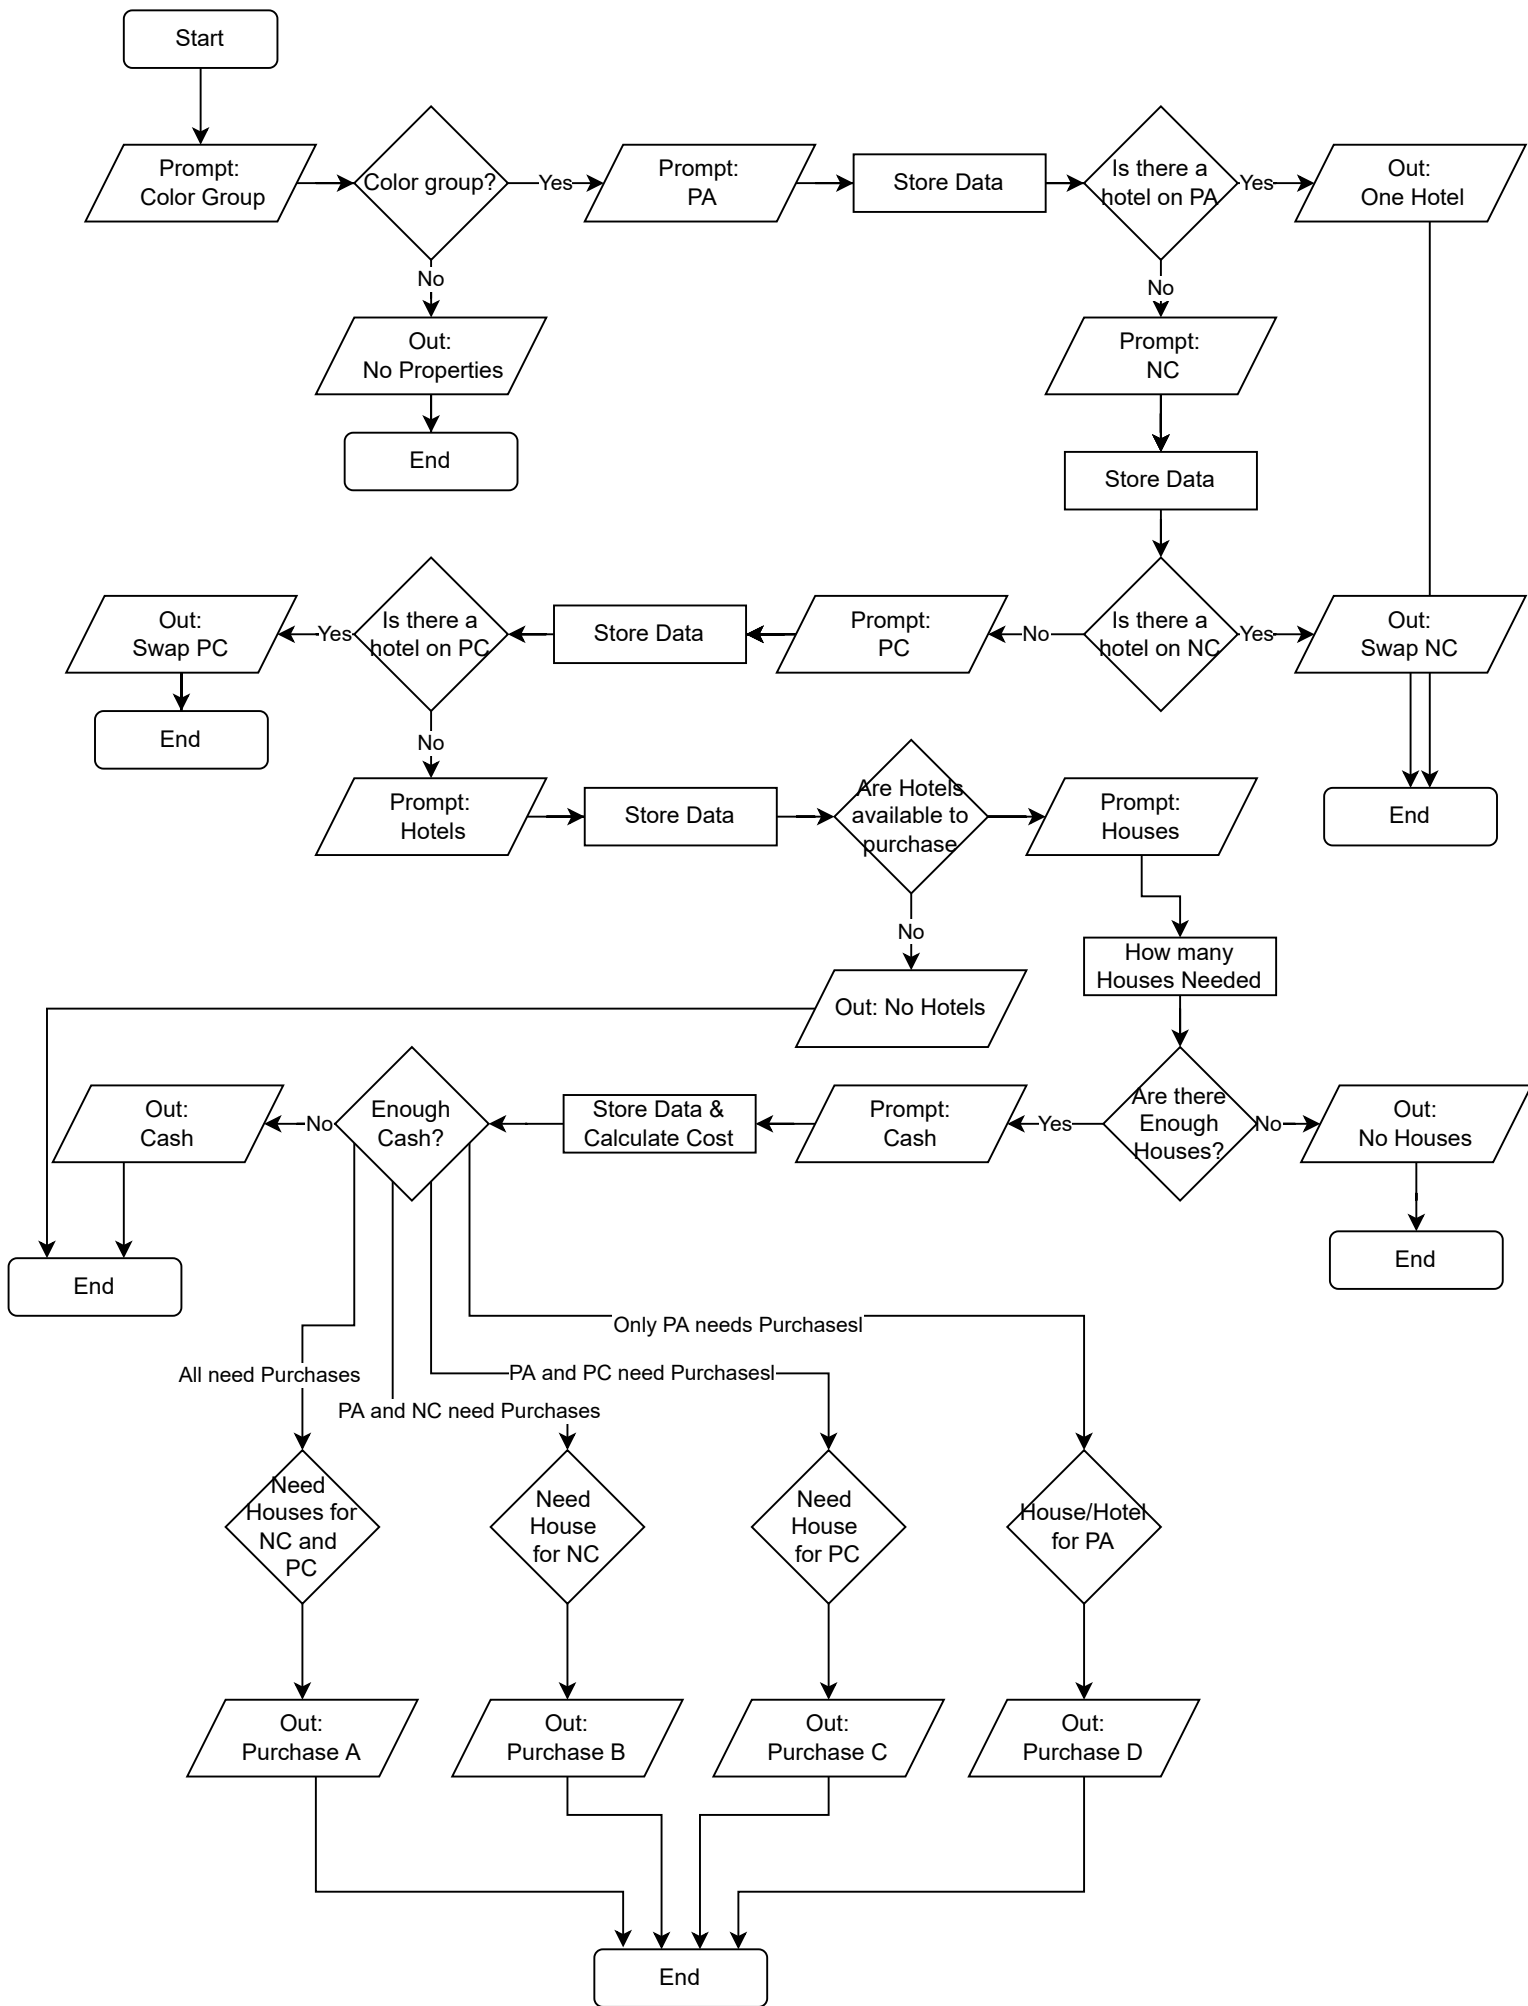 Start
Prompt:
Color Group
Color group?
Yes
Prompt:
PA
Store Data
Is there a
hotel on PA
Yes
Out:
One Hotel
No
Out:
No Properties
End
No
Prompt:
NC
Store Data
Is there a
hotel on NC
Yes
Out:
Swap NC
End
No
Prompt:
PC
Store Data
Is there a
hotel on PC
Yes
Out:
Swap PC
End
No
Prompt:
Hotels
Store Data
Are Hotels
available to
purchase
Prompt:
Houses
No
Out: No Hotels
How many
Houses Needed
Are there
Enough
Houses?
No
Out:
No Houses
End
Yes
Prompt:
Cash
Store Data &
Calculate Cost
Enough
Cash?
No
Out:
Cash
End
Only PA needs Purchasesl
All need Purchases
PA and PC need Purchasesl
PA and NC need Purchases
Need
Houses for
NC and
PC
Need
House
for NC
Need
House
for PC
House/Hotel
for PA
Out:
Purchase A
Out:
Purchase B
Out:
Purchase C
Out:
Purchase D
End